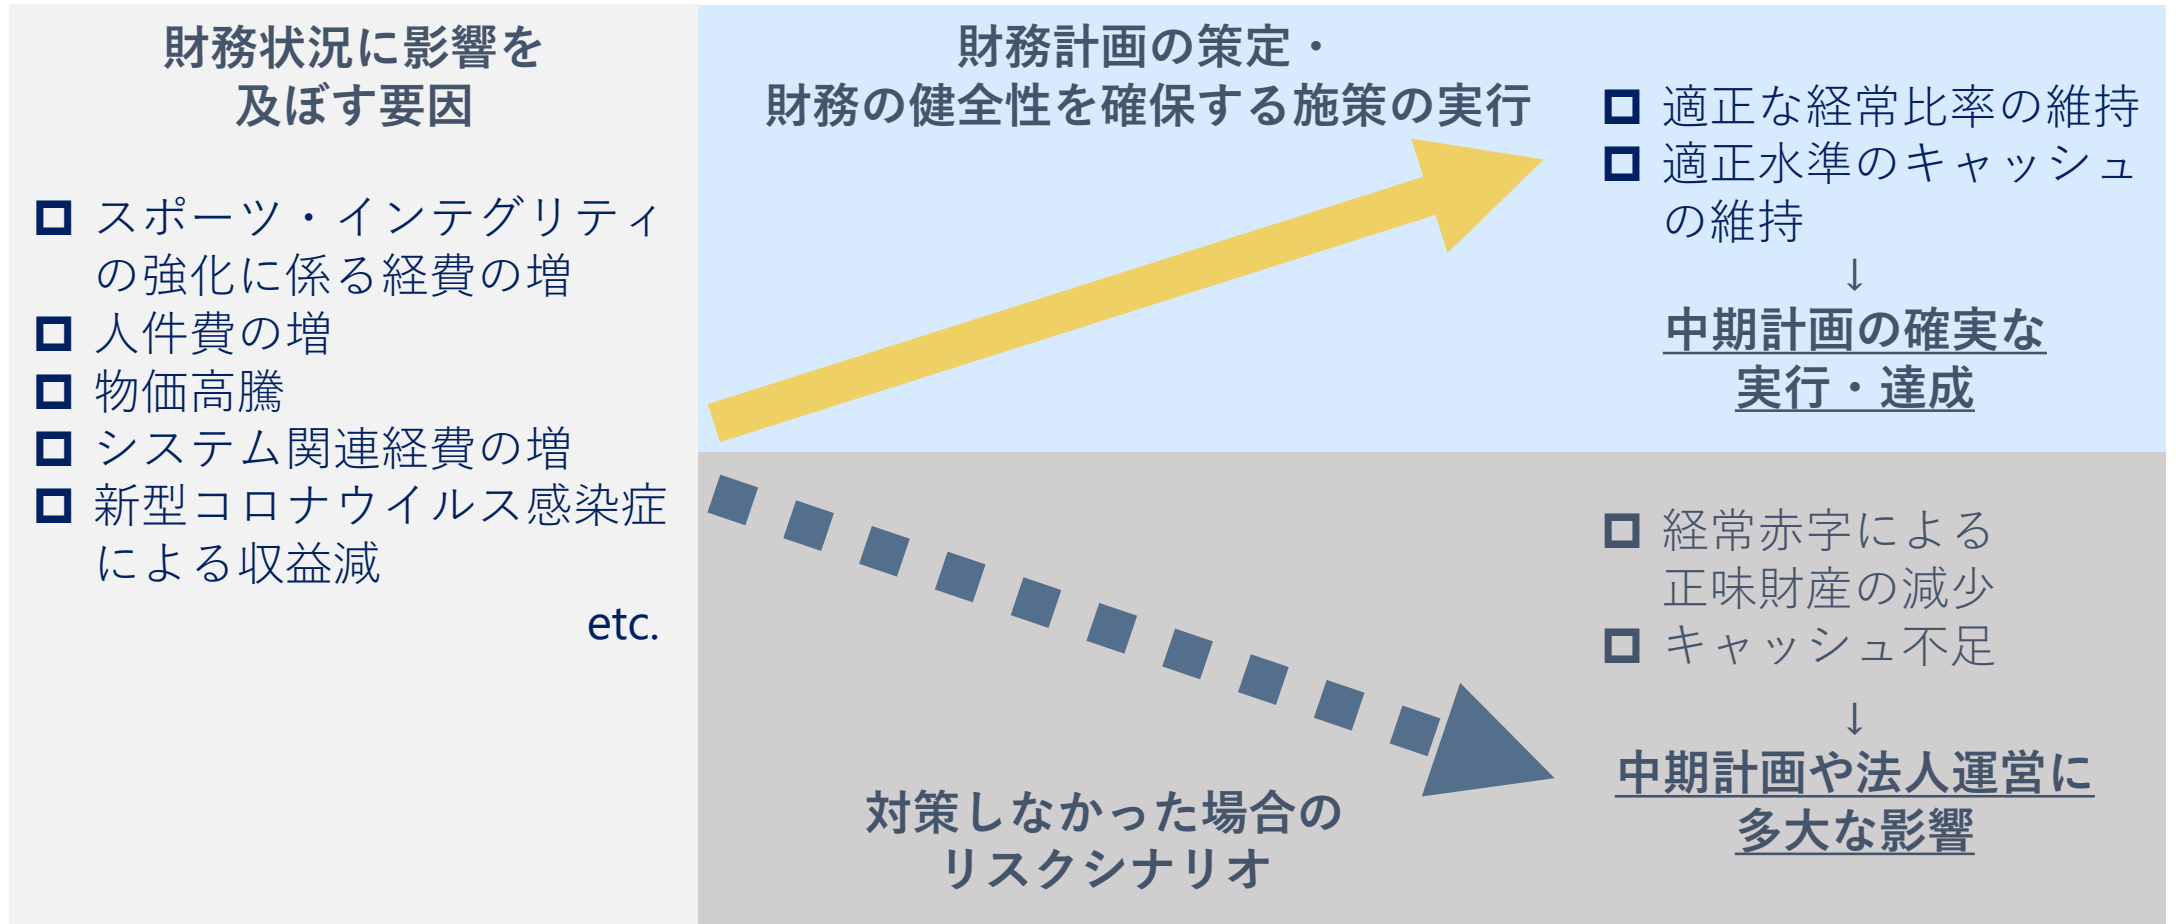 財務状況に影響を
及ぼす要因
スポーツ・インテグリティ
の強化に係る経費の増
人件費の増
物価高騰
システム関連経費の増
新型コロナウイルス感染症
による収益減
etc.
財務計画の策定・
財務の健全性を確保する施策の実行
適正な経常比率の維持
適正水準のキャッシュ
の維持
↓
中期計画の確実な
実行・達成
対策しなかった場合の
リスクシナリオ
経常赤字による
正味財産の減少
キャッシュ不足
↓
中期計画や法人運営に
多大な影響